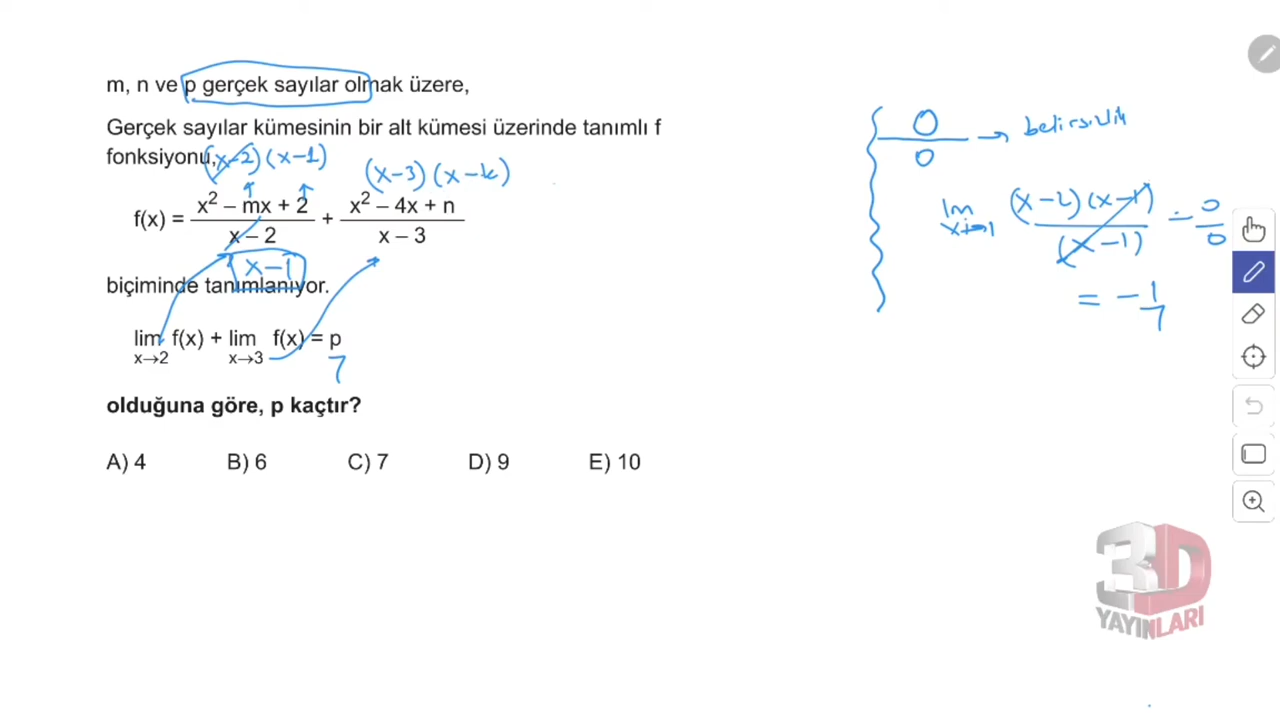 m, n ve p gerçek sayılar olmak üzere,
Gerçek sayılar kümesinin bir alt kümesi üzerinde tanımlı f
fonksiyonu,
(x-2)(x-1) (x-3)(x-k)
f(x) = x² – mx + 2 / x – 2 + x² – 4x + n / x – 3
x-1
biçiminde tanımlanıyor.
lim x→2 f(x) + lim x→3 f(x) = p
7
olduğuna göre, p kaçtır?
A) 4 B) 6 C) 7 D) 9 E) 10
0/0 → belirsizlik
lim x→1 (x-2)(x-1) / (x-1) = 0/0
= -1/7
3D
YAYINLARI